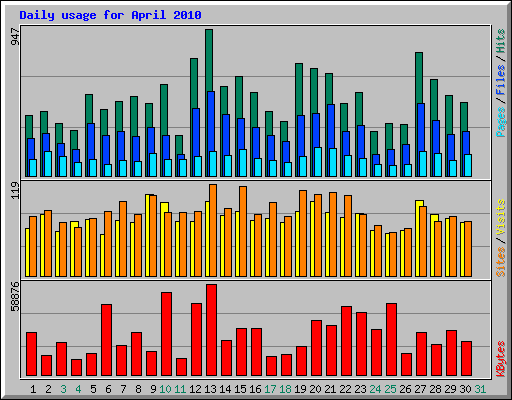 Daily usage for April 2010
947
Pages / Files / Hits
119
Sites / Visits
58876
KBytes
1 2 3 4 5 6 7 8 9 10 11 12 13 14 15 16 17 18 19 20 21 22 23 24 25 26 27 28 29 30 31